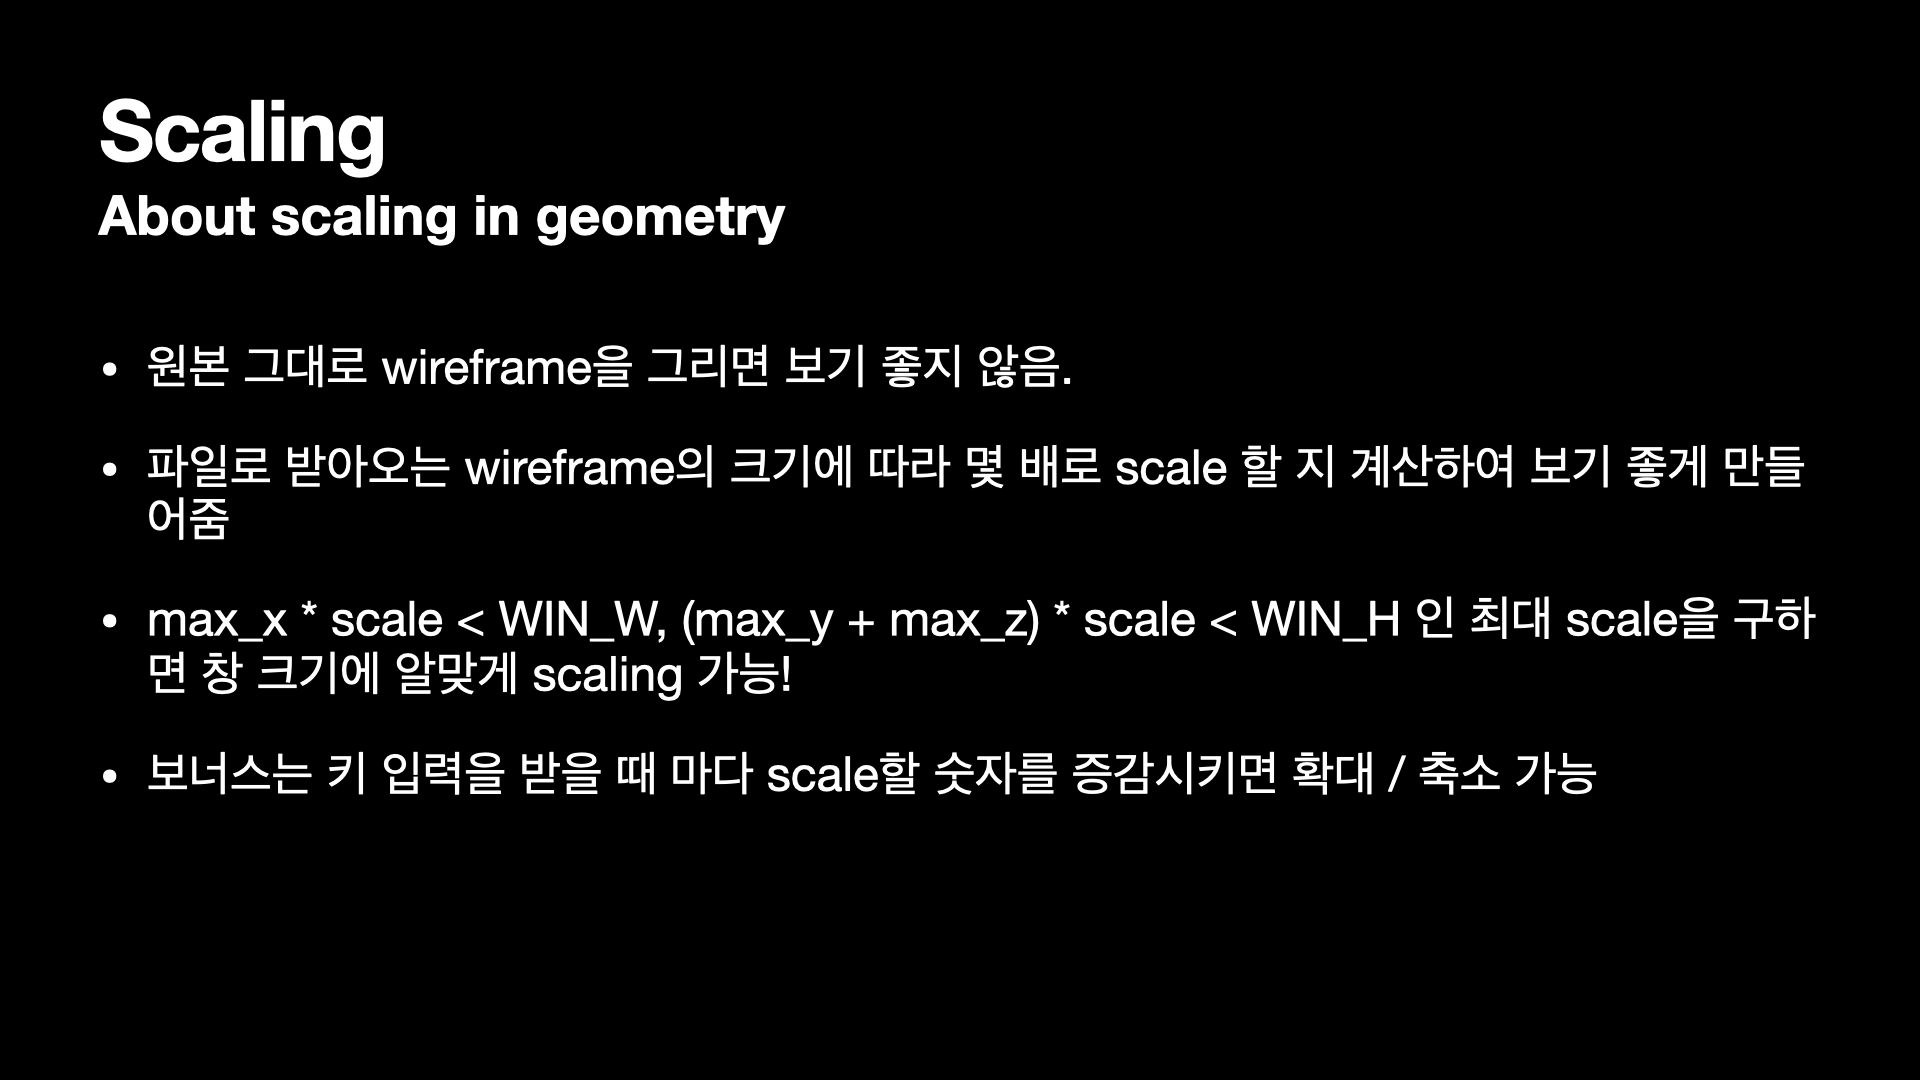 Scaling
About scaling in geometry
• 원본 그대로 wireframe을 그리면 보기 좋지 않음.
• 파일로 받아오는 wireframe의 크기에 따라 몇 배로 scale 할 지 계산하여 보기 좋게 만들
어줌
• max_x * scale < WIN_W, (max_y + max_z) * scale < WIN_H 인 최대 scale을 구하
면 창 크기에 알맞게 scaling 가능!
• 보너스는 키 입력을 받을 때 마다 scale할 숫자를 증감시키면 확대 / 축소 가능